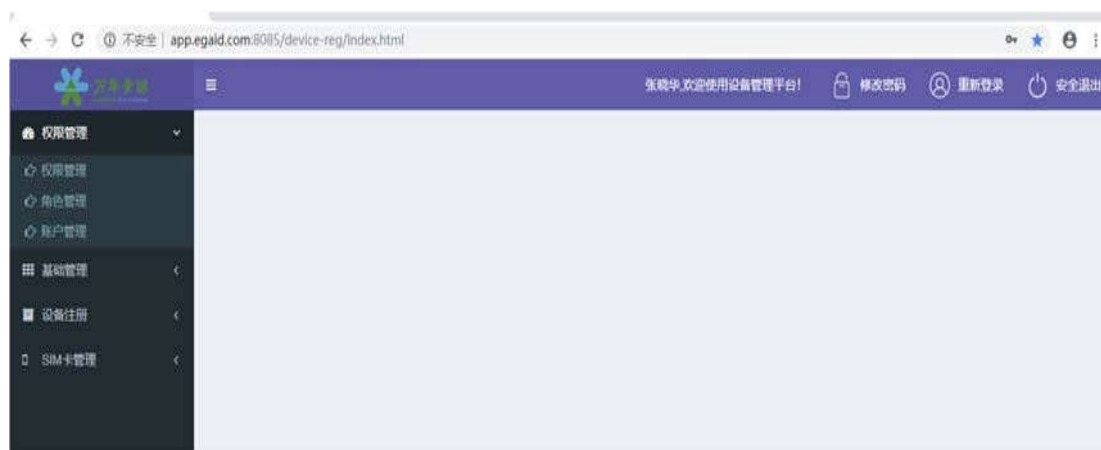 不安全 | app.egaid.com:8085/device-reg/index.html
张晓华,欢迎使用设备管理平台! 修改密码 重新登录 安全退出
权限管理
权限管理
角色管理
账户管理
基础管理
设备注册
SIM卡管理